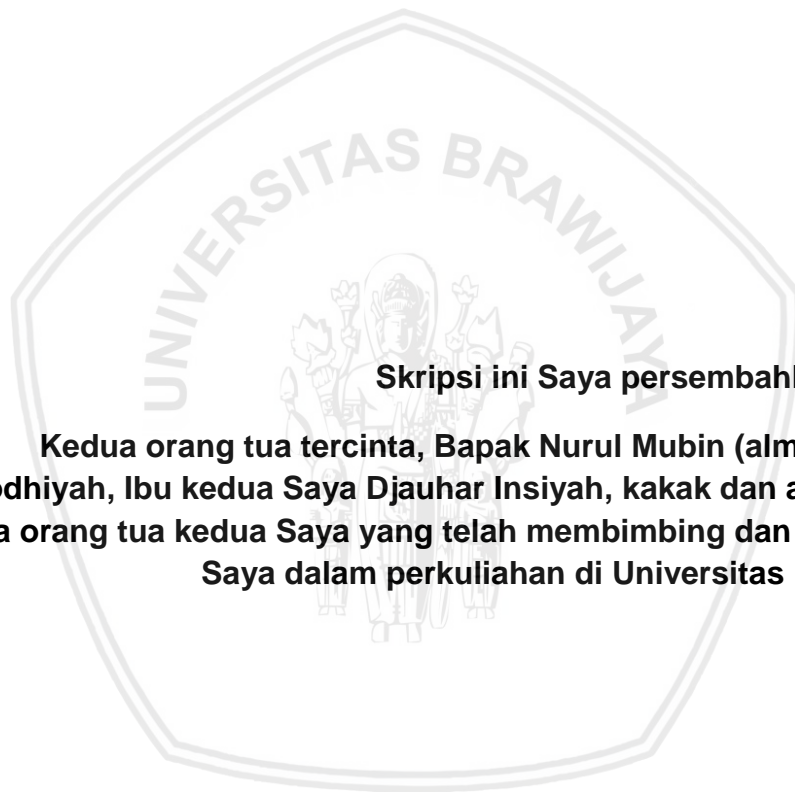 UNIVERSITAS BRAWIJAYA
Skripsi ini Saya persembahk
Kedua orang tua tercinta, Bapak Nurul Mubin (alm
odhiyah, Ibu kedua Saya Djauhar Insiyah, kakak dan a
a orang tua kedua Saya yang telah membimbing dan
Saya dalam perkuliahan di Universitas